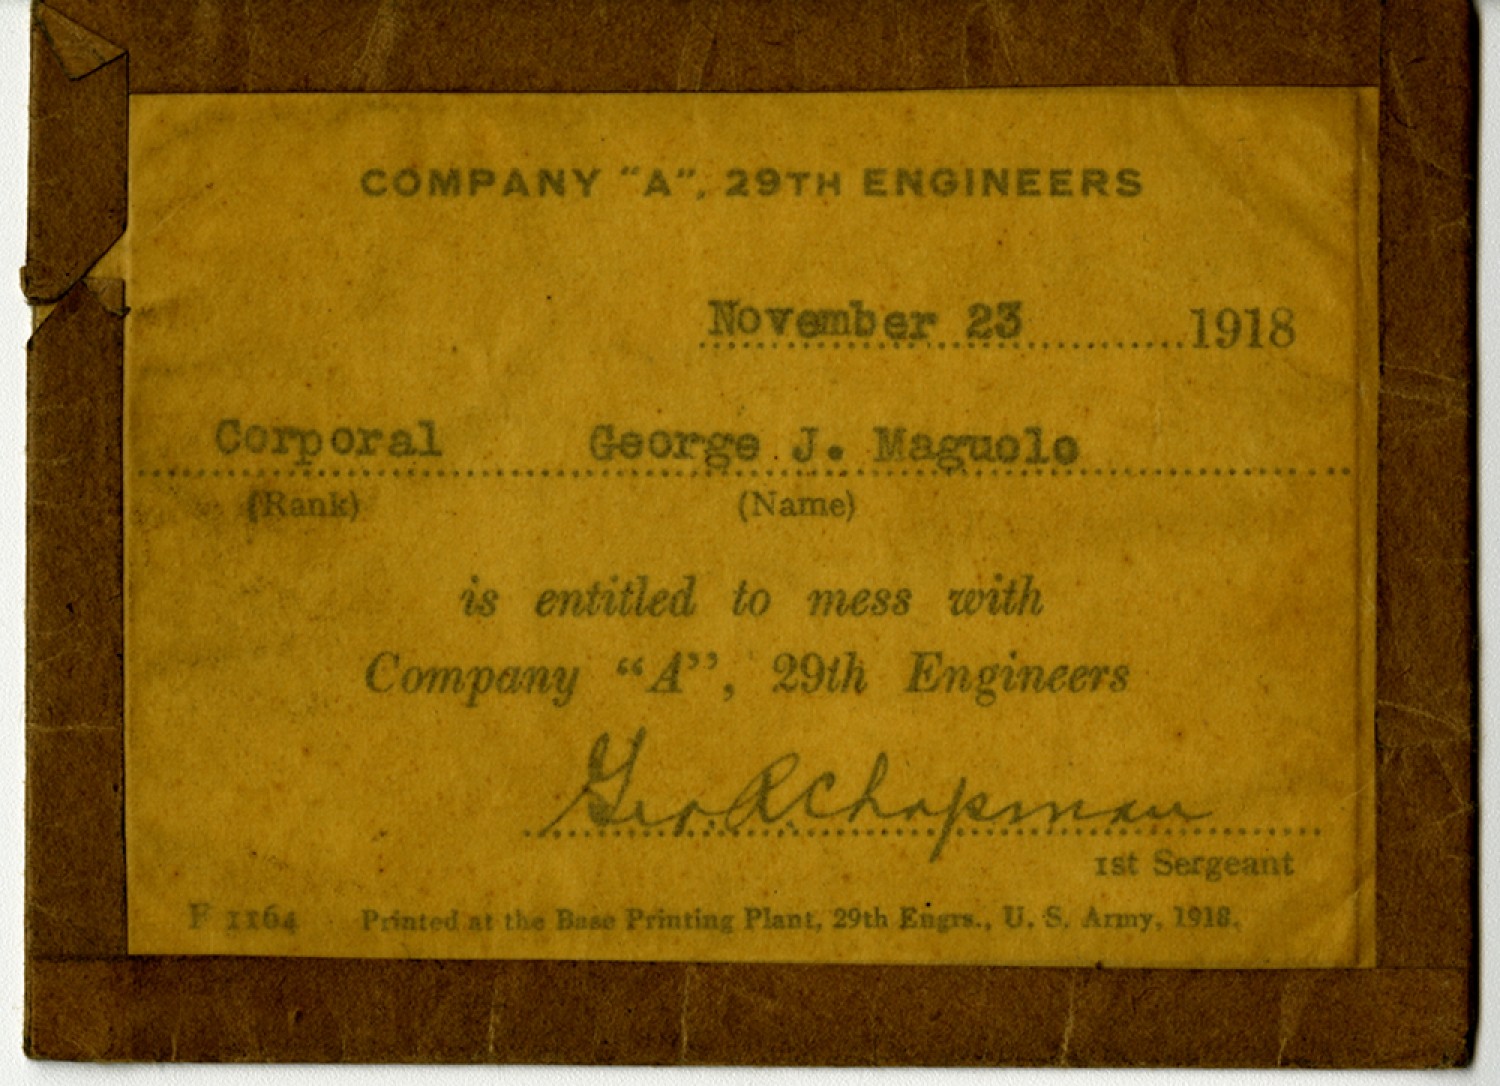 COMPANY "A", 29TH ENGINEERS
November 23 1918
Corporal George J. Maguolo
(Rank) (Name)
is entitled to mess with
Company “A”, 29th Engineers
Geo. R. Chapman
1st Sergeant
F 1164 Printed at the Base Printing Plant, 29th Engrs., U. S. Army, 1918.